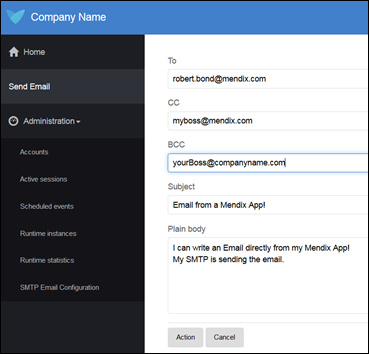 Company Name
Home
Send Email
Administration
Accounts
Active sessions
Scheduled events
Runtime instances
Runtime statistics
SMTP Email Configuration
To
robert.bond@mendix.com
CC
myboss@mendix.com
BCC
yourBoss@companyname.com
Subject
Email from a Mendix App!
Plain body
I can write an Email directly from my Mendix App!
My SMTP is sending the email.
Action
Cancel